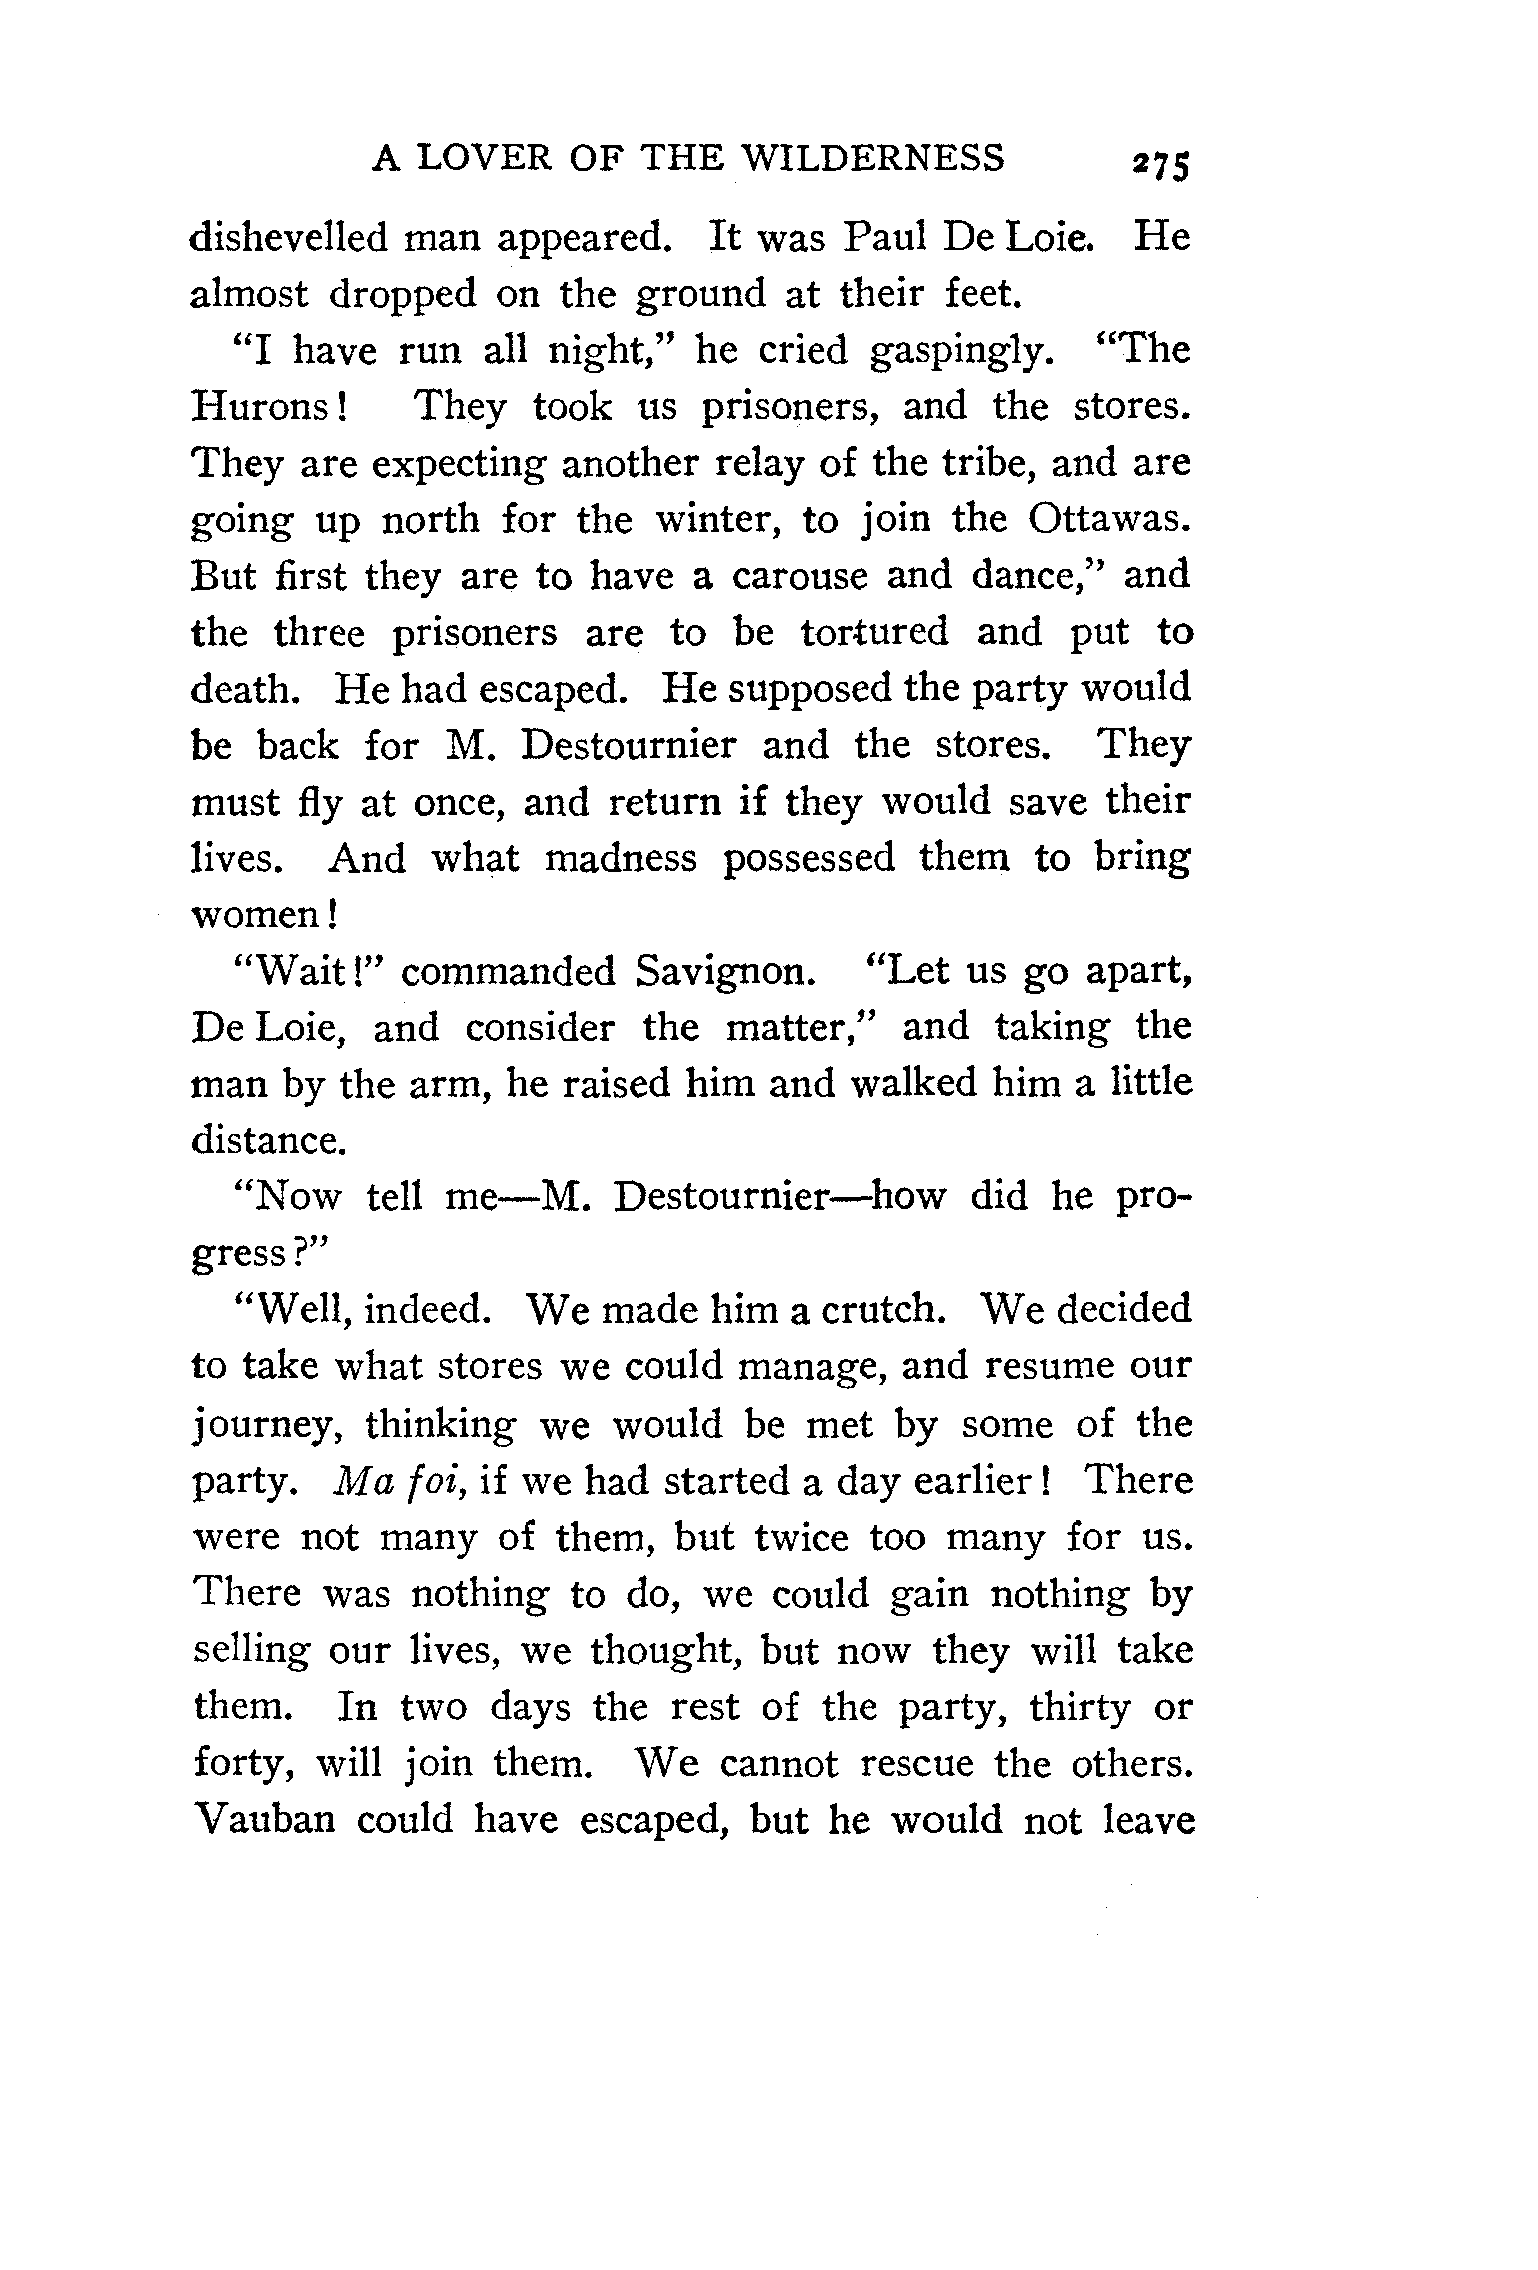 A LOVER OF THE WILDERNESS 275
dishevelled man appeared. It was Paul De Loie. He
almost dropped on the ground at their feet.
“I have run all night,” he cried gaspingly. “The
Hurons! They took us prisoners, and the stores.
They are expecting another relay of the tribe, and are
going up north for the winter, to join the Ottawas.
But first they are to have a carouse and dance,” and
the three prisoners are to be tortured and put to
death. He had escaped. He supposed the party would
be back for M. Destournier and the stores. They
must fly at once, and return if they would save their
lives. And what madness possessed them to bring
women!
“Wait!” commanded Savignon. “Let us go apart,
De Loie, and consider the matter,” and taking the
man by the arm, he raised him and walked him a little
distance.
“Now tell me—M. Destournier—how did he pro-
gress?”
“Well, indeed. We made him a crutch. We decided
to take what stores we could manage, and resume our
journey, thinking we would be met by some of the
party. Ma foi, if we had started a day earlier! There
were not many of them, but twice too many for us.
There was nothing to do, we could gain nothing by
selling our lives, we thought, but now they will take
them. In two days the rest of the party, thirty or
forty, will join them. We cannot rescue the others.
Vauban could have escaped, but he would not leave